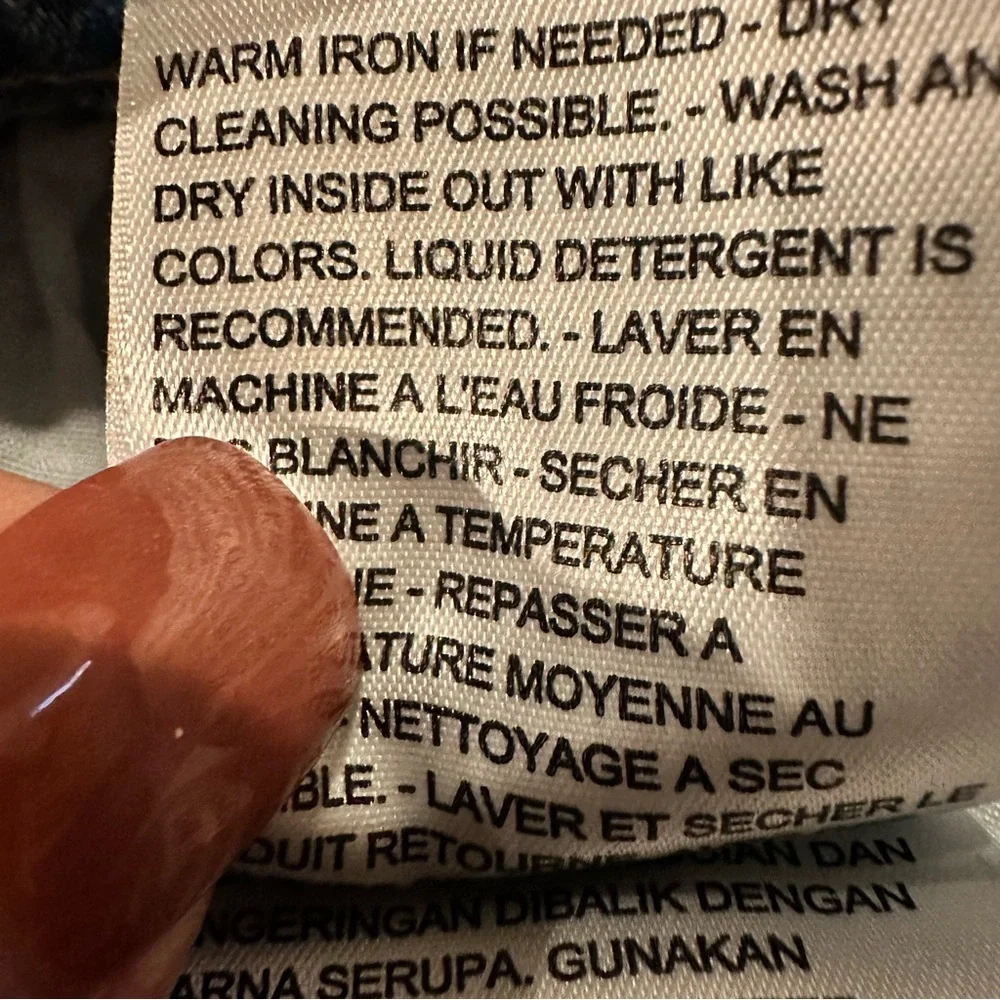 WARM IRON IF NEEDED - DRY
CLEANING POSSIBLE. - WASH AN
DRY INSIDE OUT WITH LIKE
COLORS. LIQUID DETERGENT IS
RECOMMENDED. - LAVER EN
MACHINE A L'EAU FROIDE - NE
BLANCHIR - SECHER EN
NE A TEMPERATURE
IE - REPASSER A
ATURE MOYENNE AU
- NETTOYAGE A SEC
BLE. - LAVER ET SECHER LE
DUIT
DAN
NGERINGAN DIBALIK DENGAN
ARNA SERUPA. GUNAKAN